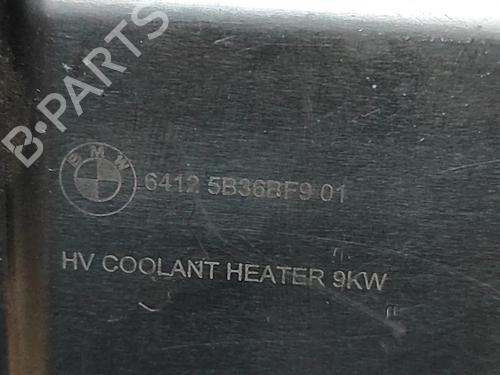 B-PARTS
BMW
6412 5B36BF9 01
HV COOLANT HEATER 9KW